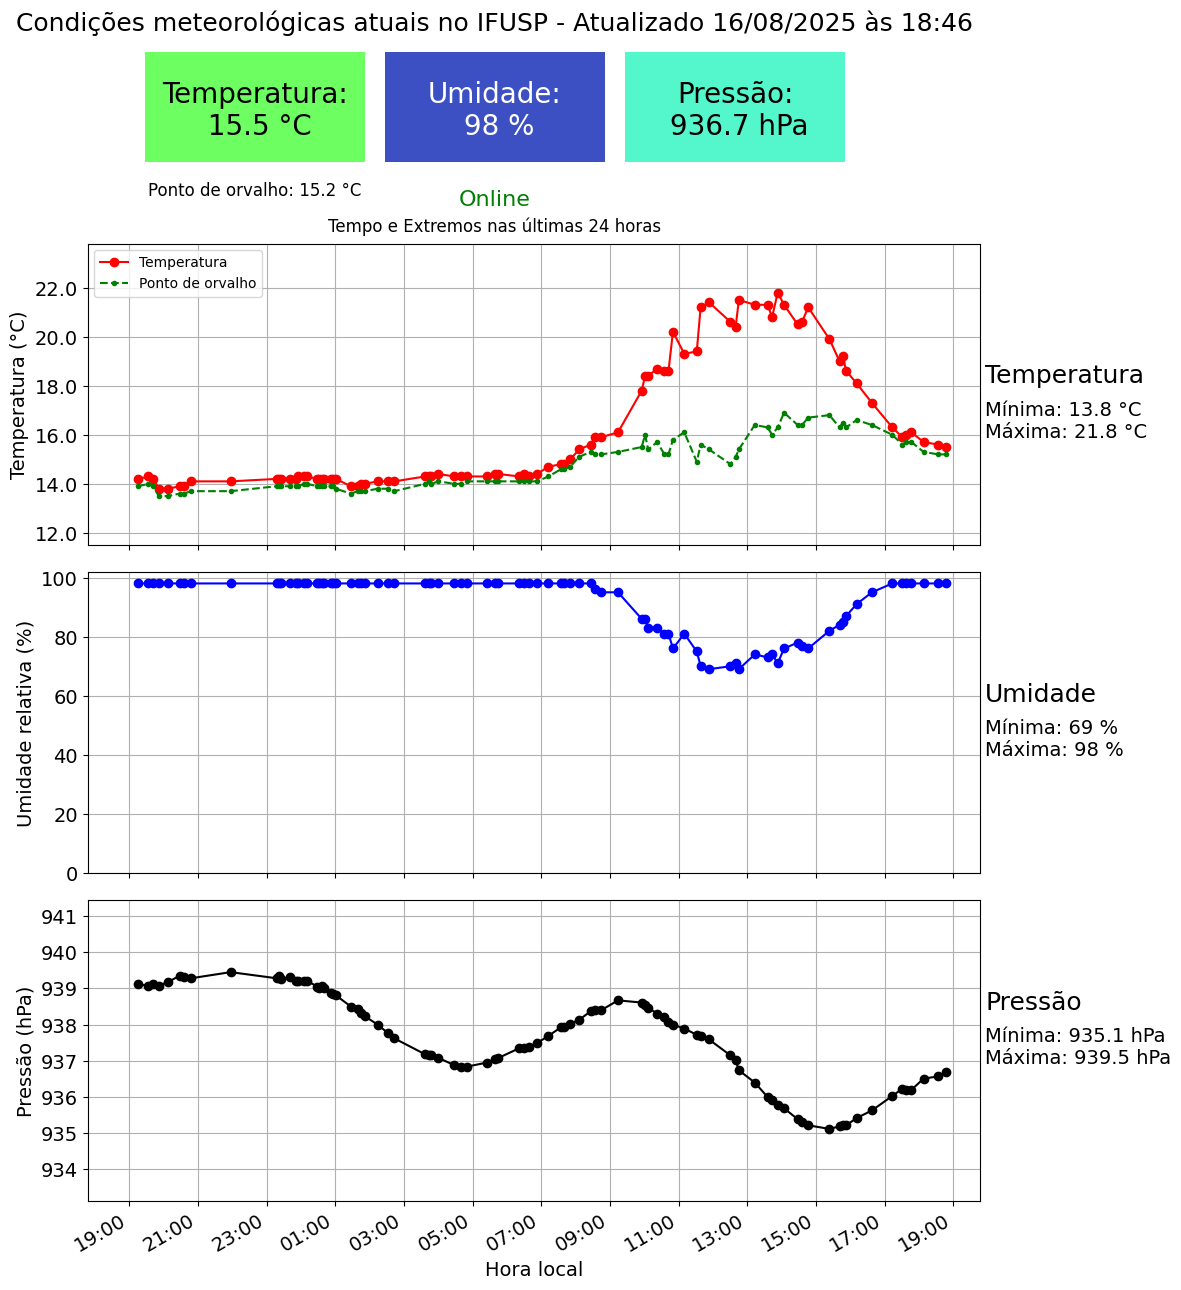 Condições meteorológicas atuais no IFUSP - Atualizado 16/08/2025 às 18:46
Temperatura:
15.5 °C
Umidade:
98 %
Pressão:
936.7 hPa
Ponto de orvalho: 15.2 °C
Online
Tempo e Extremos nas últimas 24 horas
Temperatura
Ponto de orvalho
Temperatura (°C)
22.0
20.0
18.0
16.0
14.0
12.0
Temperatura
Mínima: 13.8 °C
Máxima: 21.8 °C
Umidade relativa (%)
100
80
60
40
20
0
Umidade
Mínima: 69 %
Máxima: 98 %
Pressão (hPa)
941
940
939
938
937
936
935
934
Pressão
Mínima: 935.1 hPa
Máxima: 939.5 hPa
19:00 21:00 23:00 01:00 03:00 05:00 07:00 09:00 11:00 13:00 15:00 17:00 19:00
Hora local